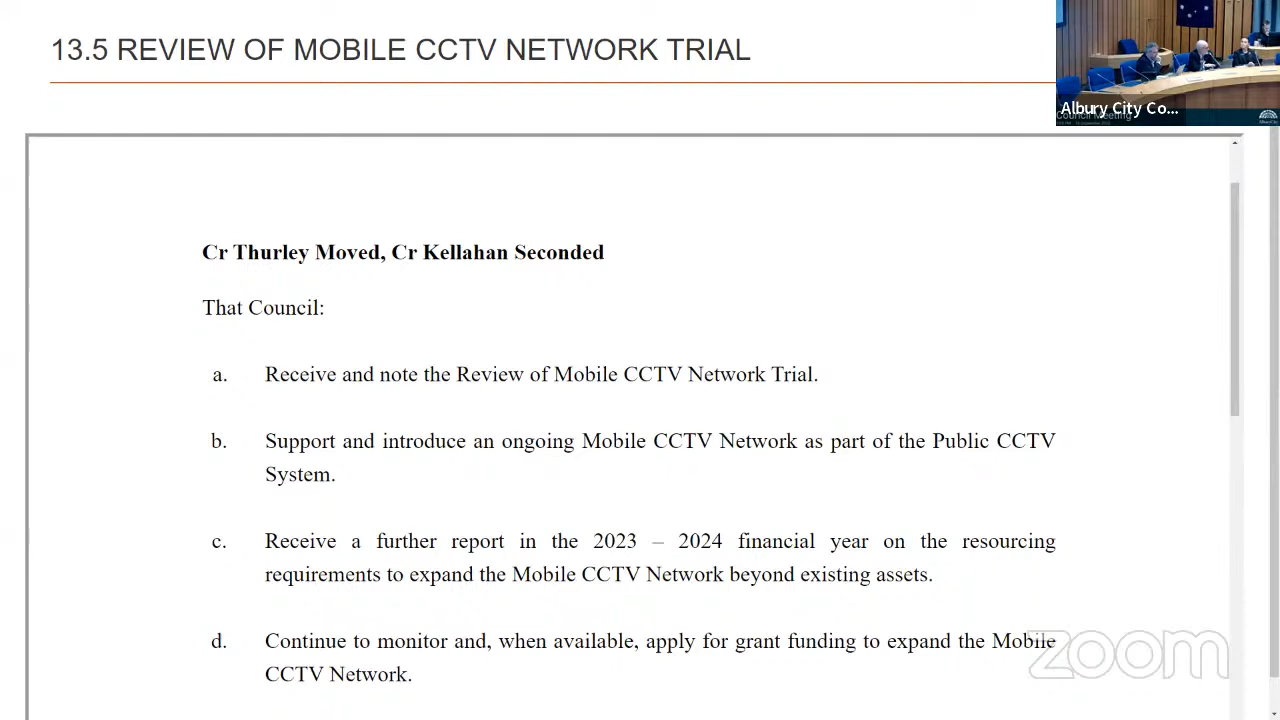 13.5 REVIEW OF MOBILE CCTV NETWORK TRIAL
Albury City Co...
Council Meeting
Cr Thurley Moved, Cr Kellahan Seconded
That Council:
a. Receive and note the Review of Mobile CCTV Network Trial.
b. Support and introduce an ongoing Mobile CCTV Network as part of the Public CCTV
System.
c. Receive a further report in the 2023 – 2024 financial year on the resourcing
requirements to expand the Mobile CCTV Network beyond existing assets.
d. Continue to monitor and, when available, apply for grant funding to expand the Mobile
CCTV Network.
zoom